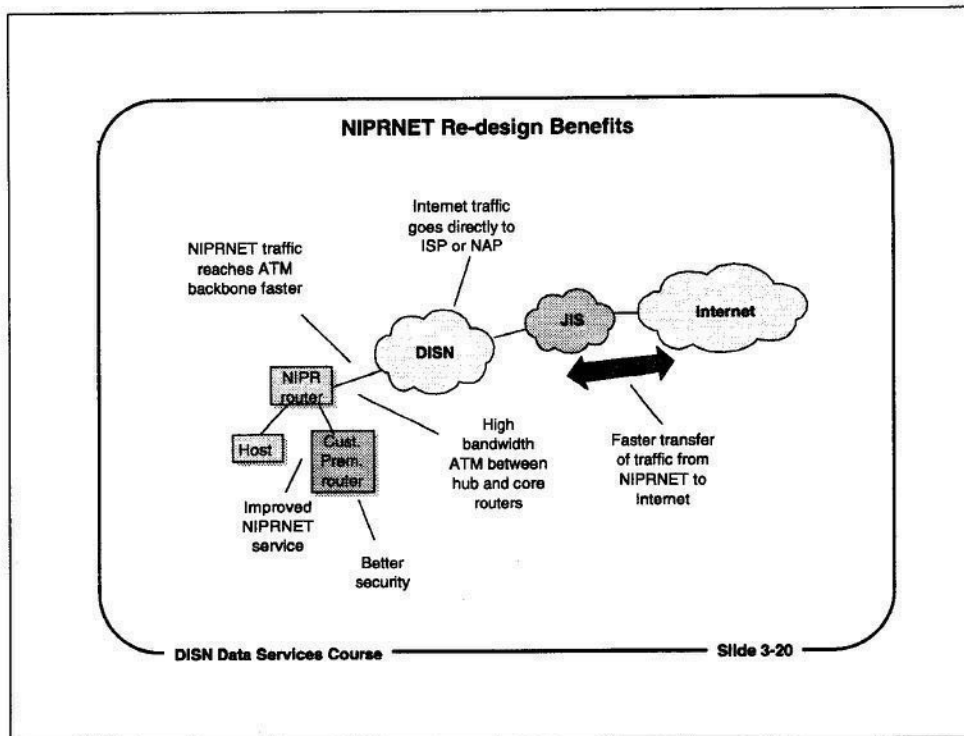 NIPRNET Re-design Benefits
Internet traffic
goes directly to
ISP or NAP
NIPRNET traffic
reaches ATM
backbone faster
DISN
JIS
Internet
NIPR
router
Host
Cust.
Prem.
router
High
bandwidth
ATM between
hub and core
routers
Faster transfer
of traffic from
NIPRNET to
Internet
Improved
NIPRNET
service
Better
security
DISN Data Services Course
Slide 3-20